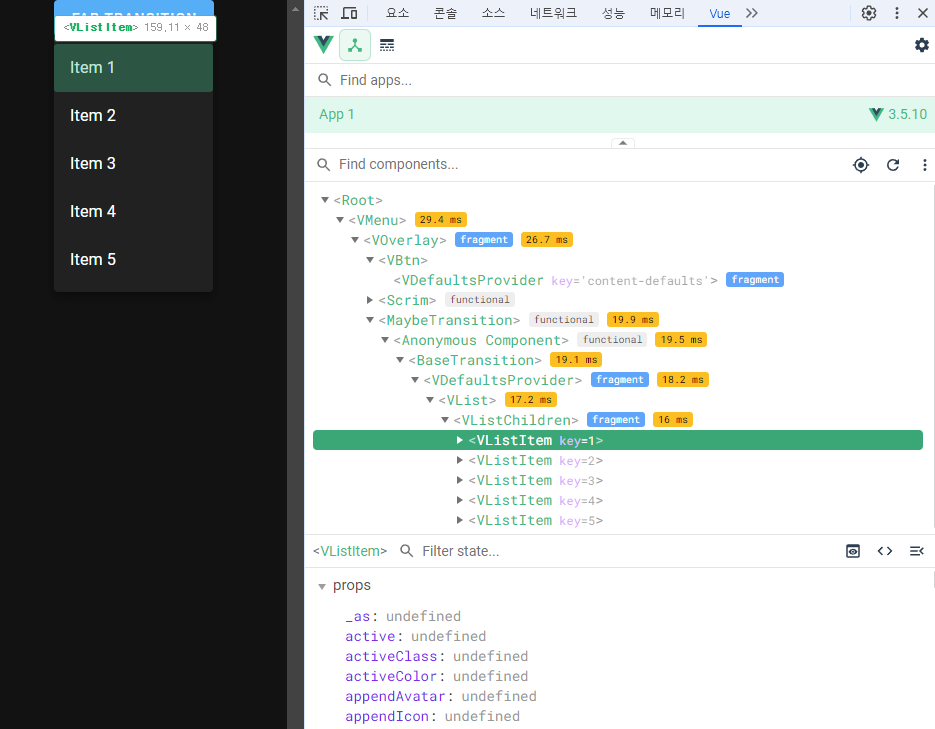 FAB TRANSITION
<VListItem> 159.11 × 48
Item 1
Item 2
Item 3
Item 4
Item 5
요소 콘솔 소스 네트워크 성능 메모리 Vue
Find apps...
App 1 3.5.10
Find components...
<Root>
<VMenu> 29.4 ms
<VOverlay> fragment 26.7 ms
<VBtn>
<VDefaultsProvider key='content-defaults'> fragment
<Scrim> functional
<MaybeTransition> functional 19.9 ms
<Anonymous Component> functional 19.5 ms
<BaseTransition> 19.1 ms
<VDefaultsProvider> fragment 18.2 ms
<VList> 17.2 ms
<VListChildren> fragment 16 ms
<VListItem key=1>
<VListItem key=2>
<VListItem key=3>
<VListItem key=4>
<VListItem key=5>
<VListItem> Filter state...
props
_as: undefined
active: undefined
activeClass: undefined
activeColor: undefined
appendAvatar: undefined
appendIcon: undefined